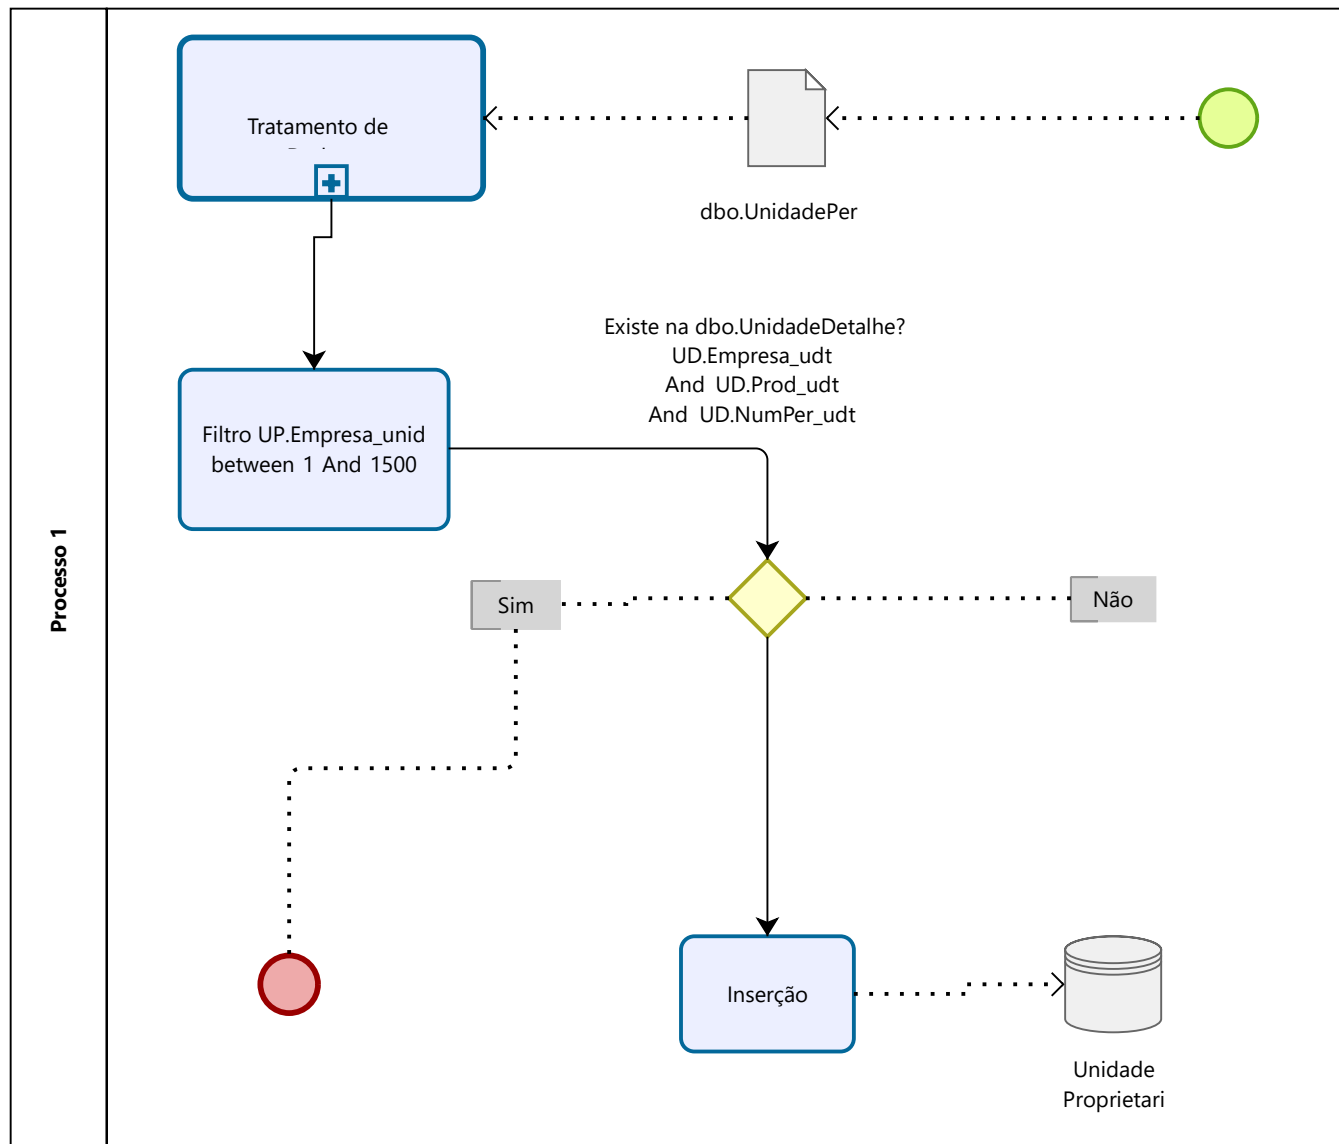 Processo 1
Tratamento de
dbo.UnidadePer
Existe na dbo.UnidadeDetalhe?
UD.Empresa_udt
And UD.Prod_udt
And UD.NumPer_udt
Filtro UP.Empresa_unid
between 1 And 1500
Sim
Não
Inserção
Unidade
Proprietari